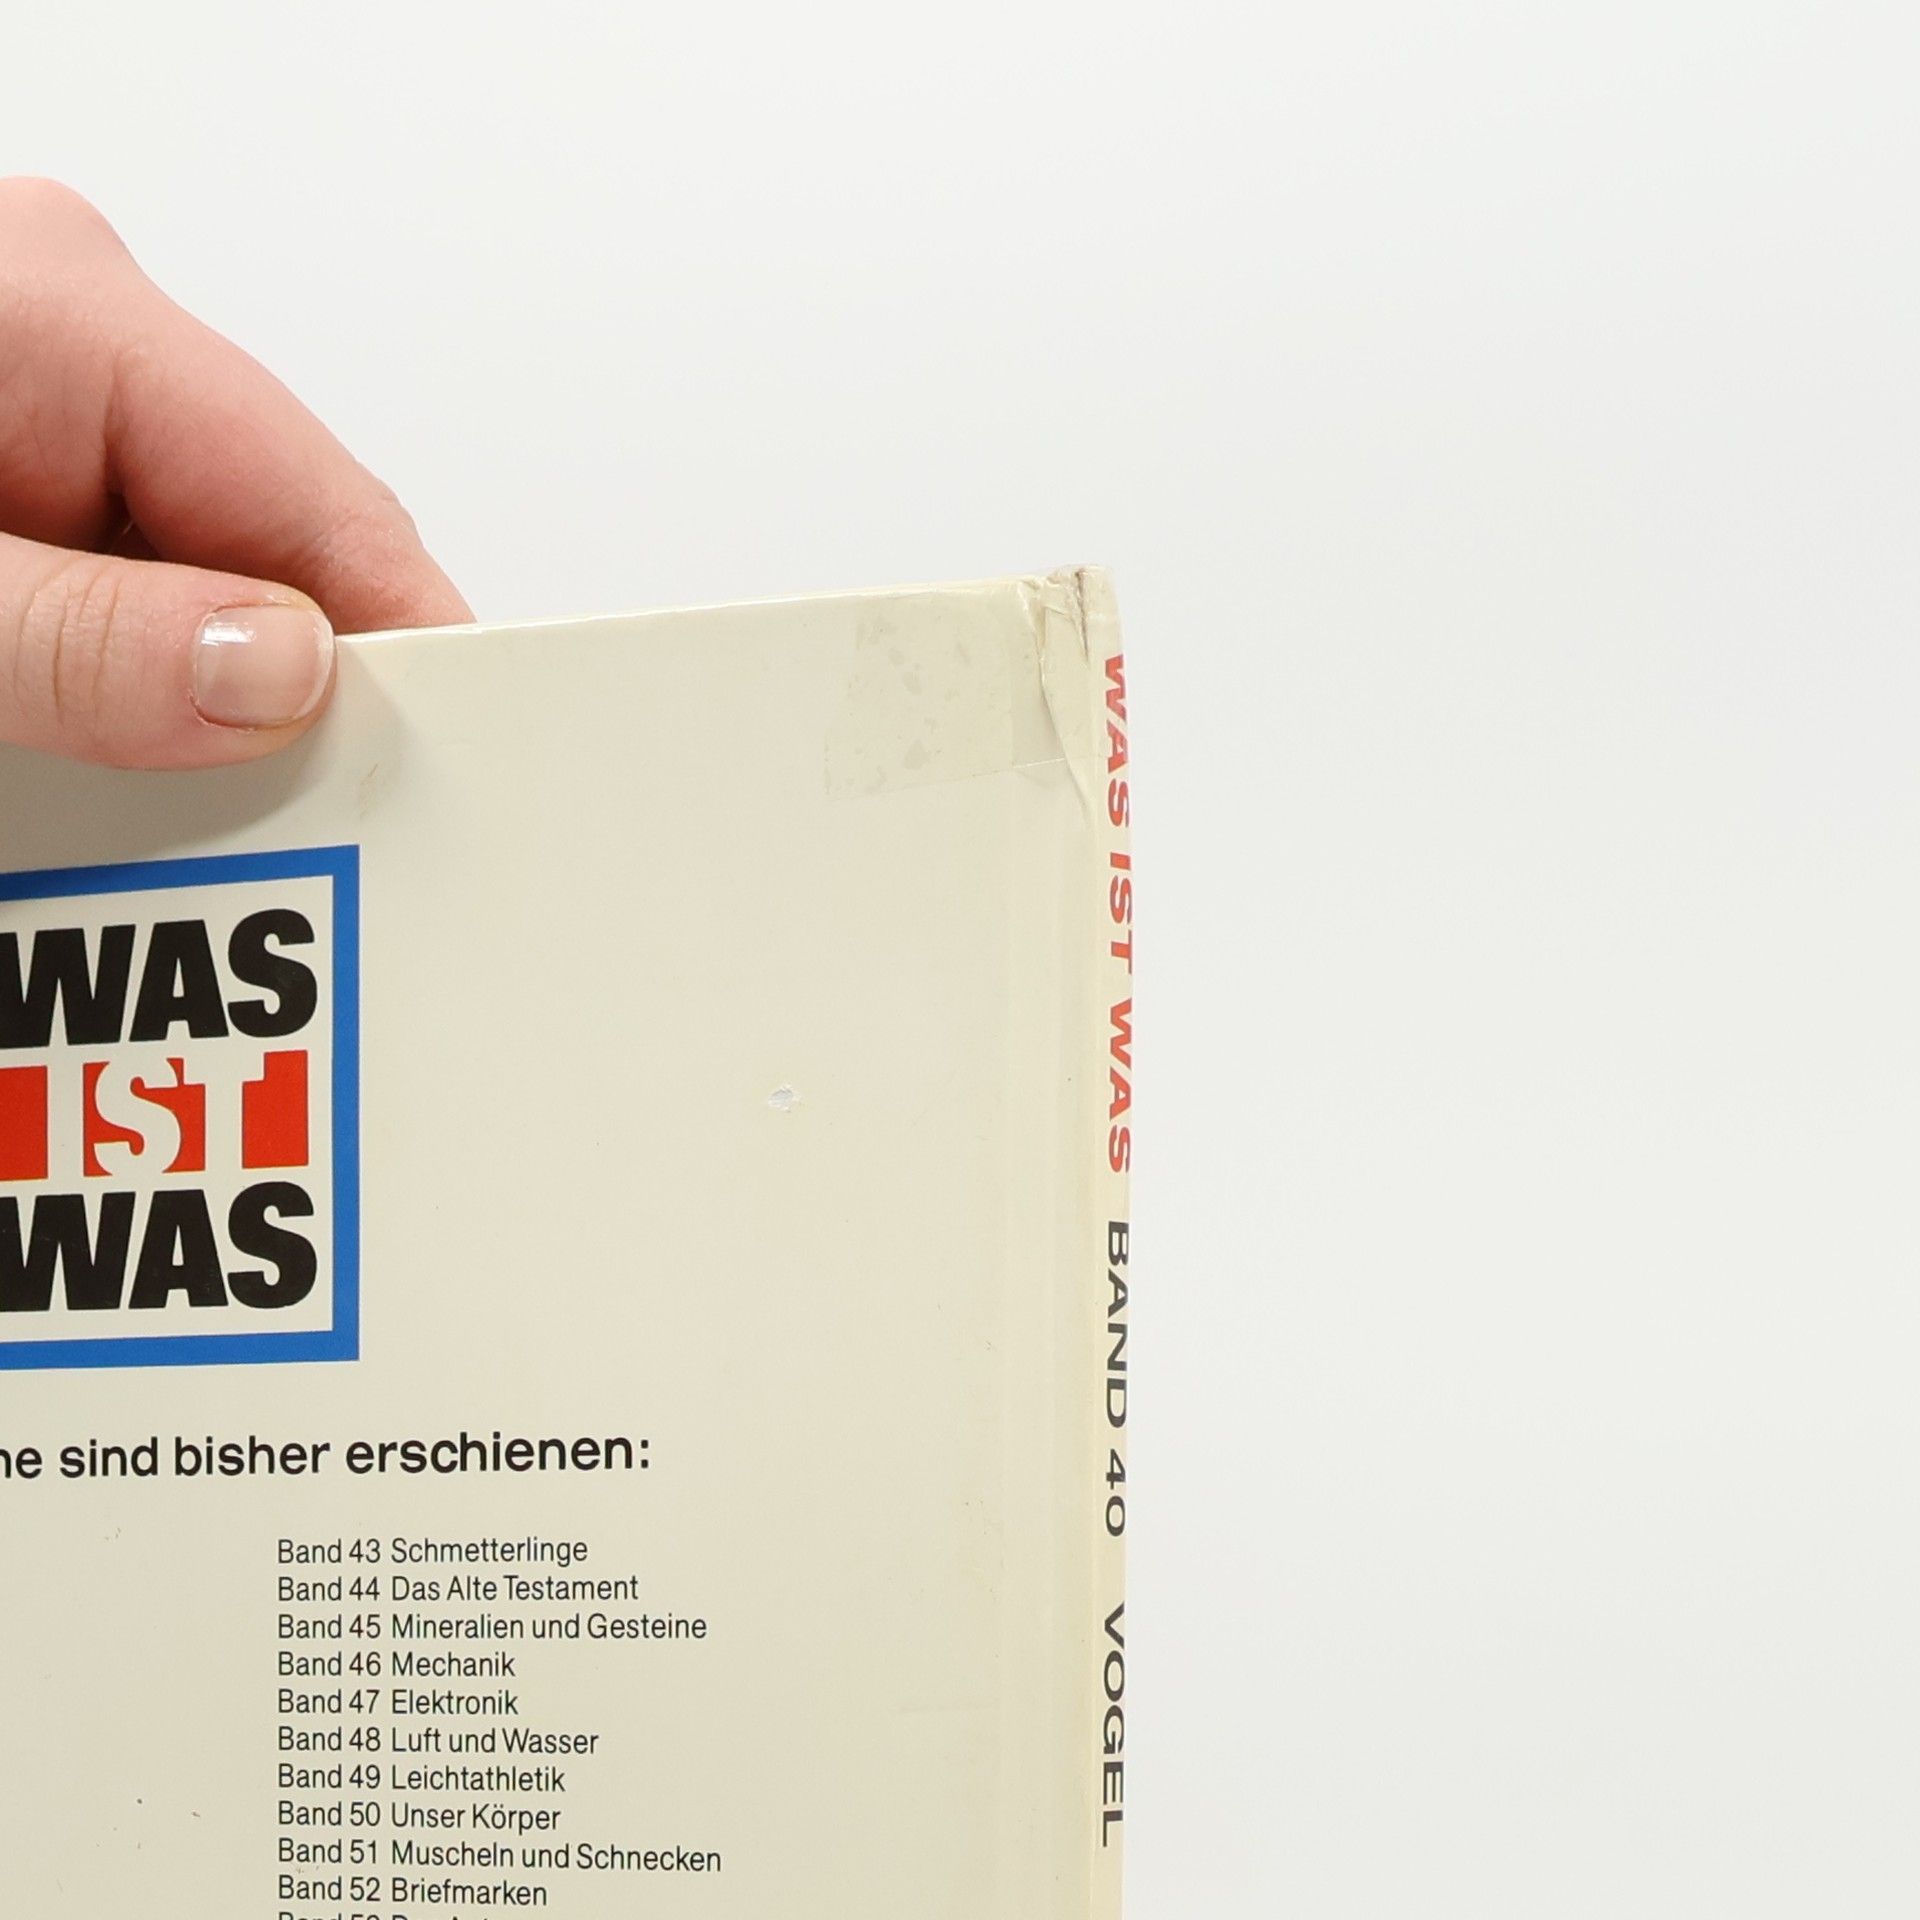 WAS
IST
WAS
ne sind bisher erschienen:
Band 43 Schmetterlinge
Band 44 Das Alte Testament
Band 45 Mineralien und Gesteine
Band 46 Mechanik
Band 47 Elektronik
Band 48 Luft und Wasser
Band 49 Leichtathletik
Band 50 Unser Körper
Band 51 Muscheln und Schnecken
Band 52 Briefmarken
WAS IST WAS BAND 40 VOGEL